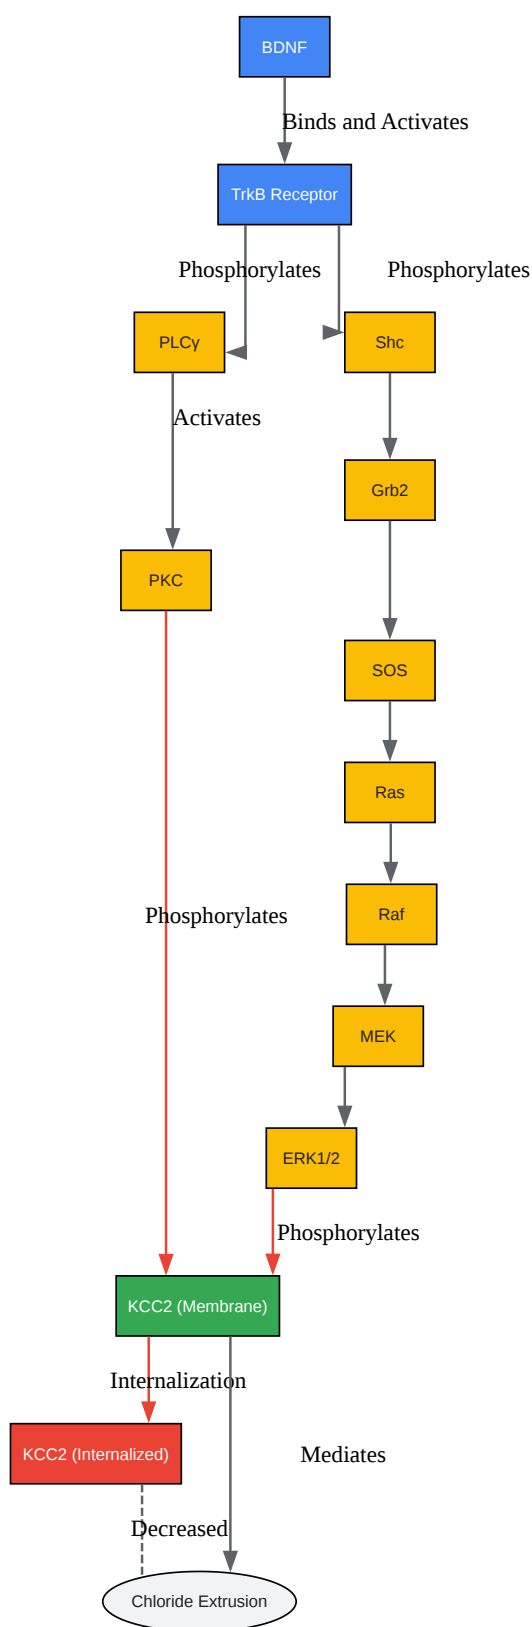 BDNF
Binds and Activates
TrkB Receptor
Phosphorylates
Phosphorylates
PLCγ
Shc
Activates
Grb2
PKC
SOS
Ras
Phosphorylates
Raf
MEK
ERK1/2
Phosphorylates
KCC2 (Membrane)
Internalization
KCC2 (Internalized)
Mediates
Decreased
Chloride Extrusion